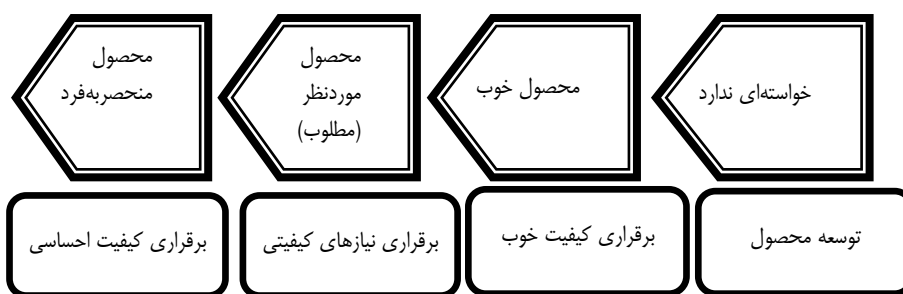 خواسته‌ای ندارد
محصول خوب
محصول
موردنظر
(مطلوب)
محصول
منحصربه‌فرد
توسعه محصول
برقراری کیفیت خوب
برقراری نیازهای کیفیتی
برقراری کیفیت احساسی